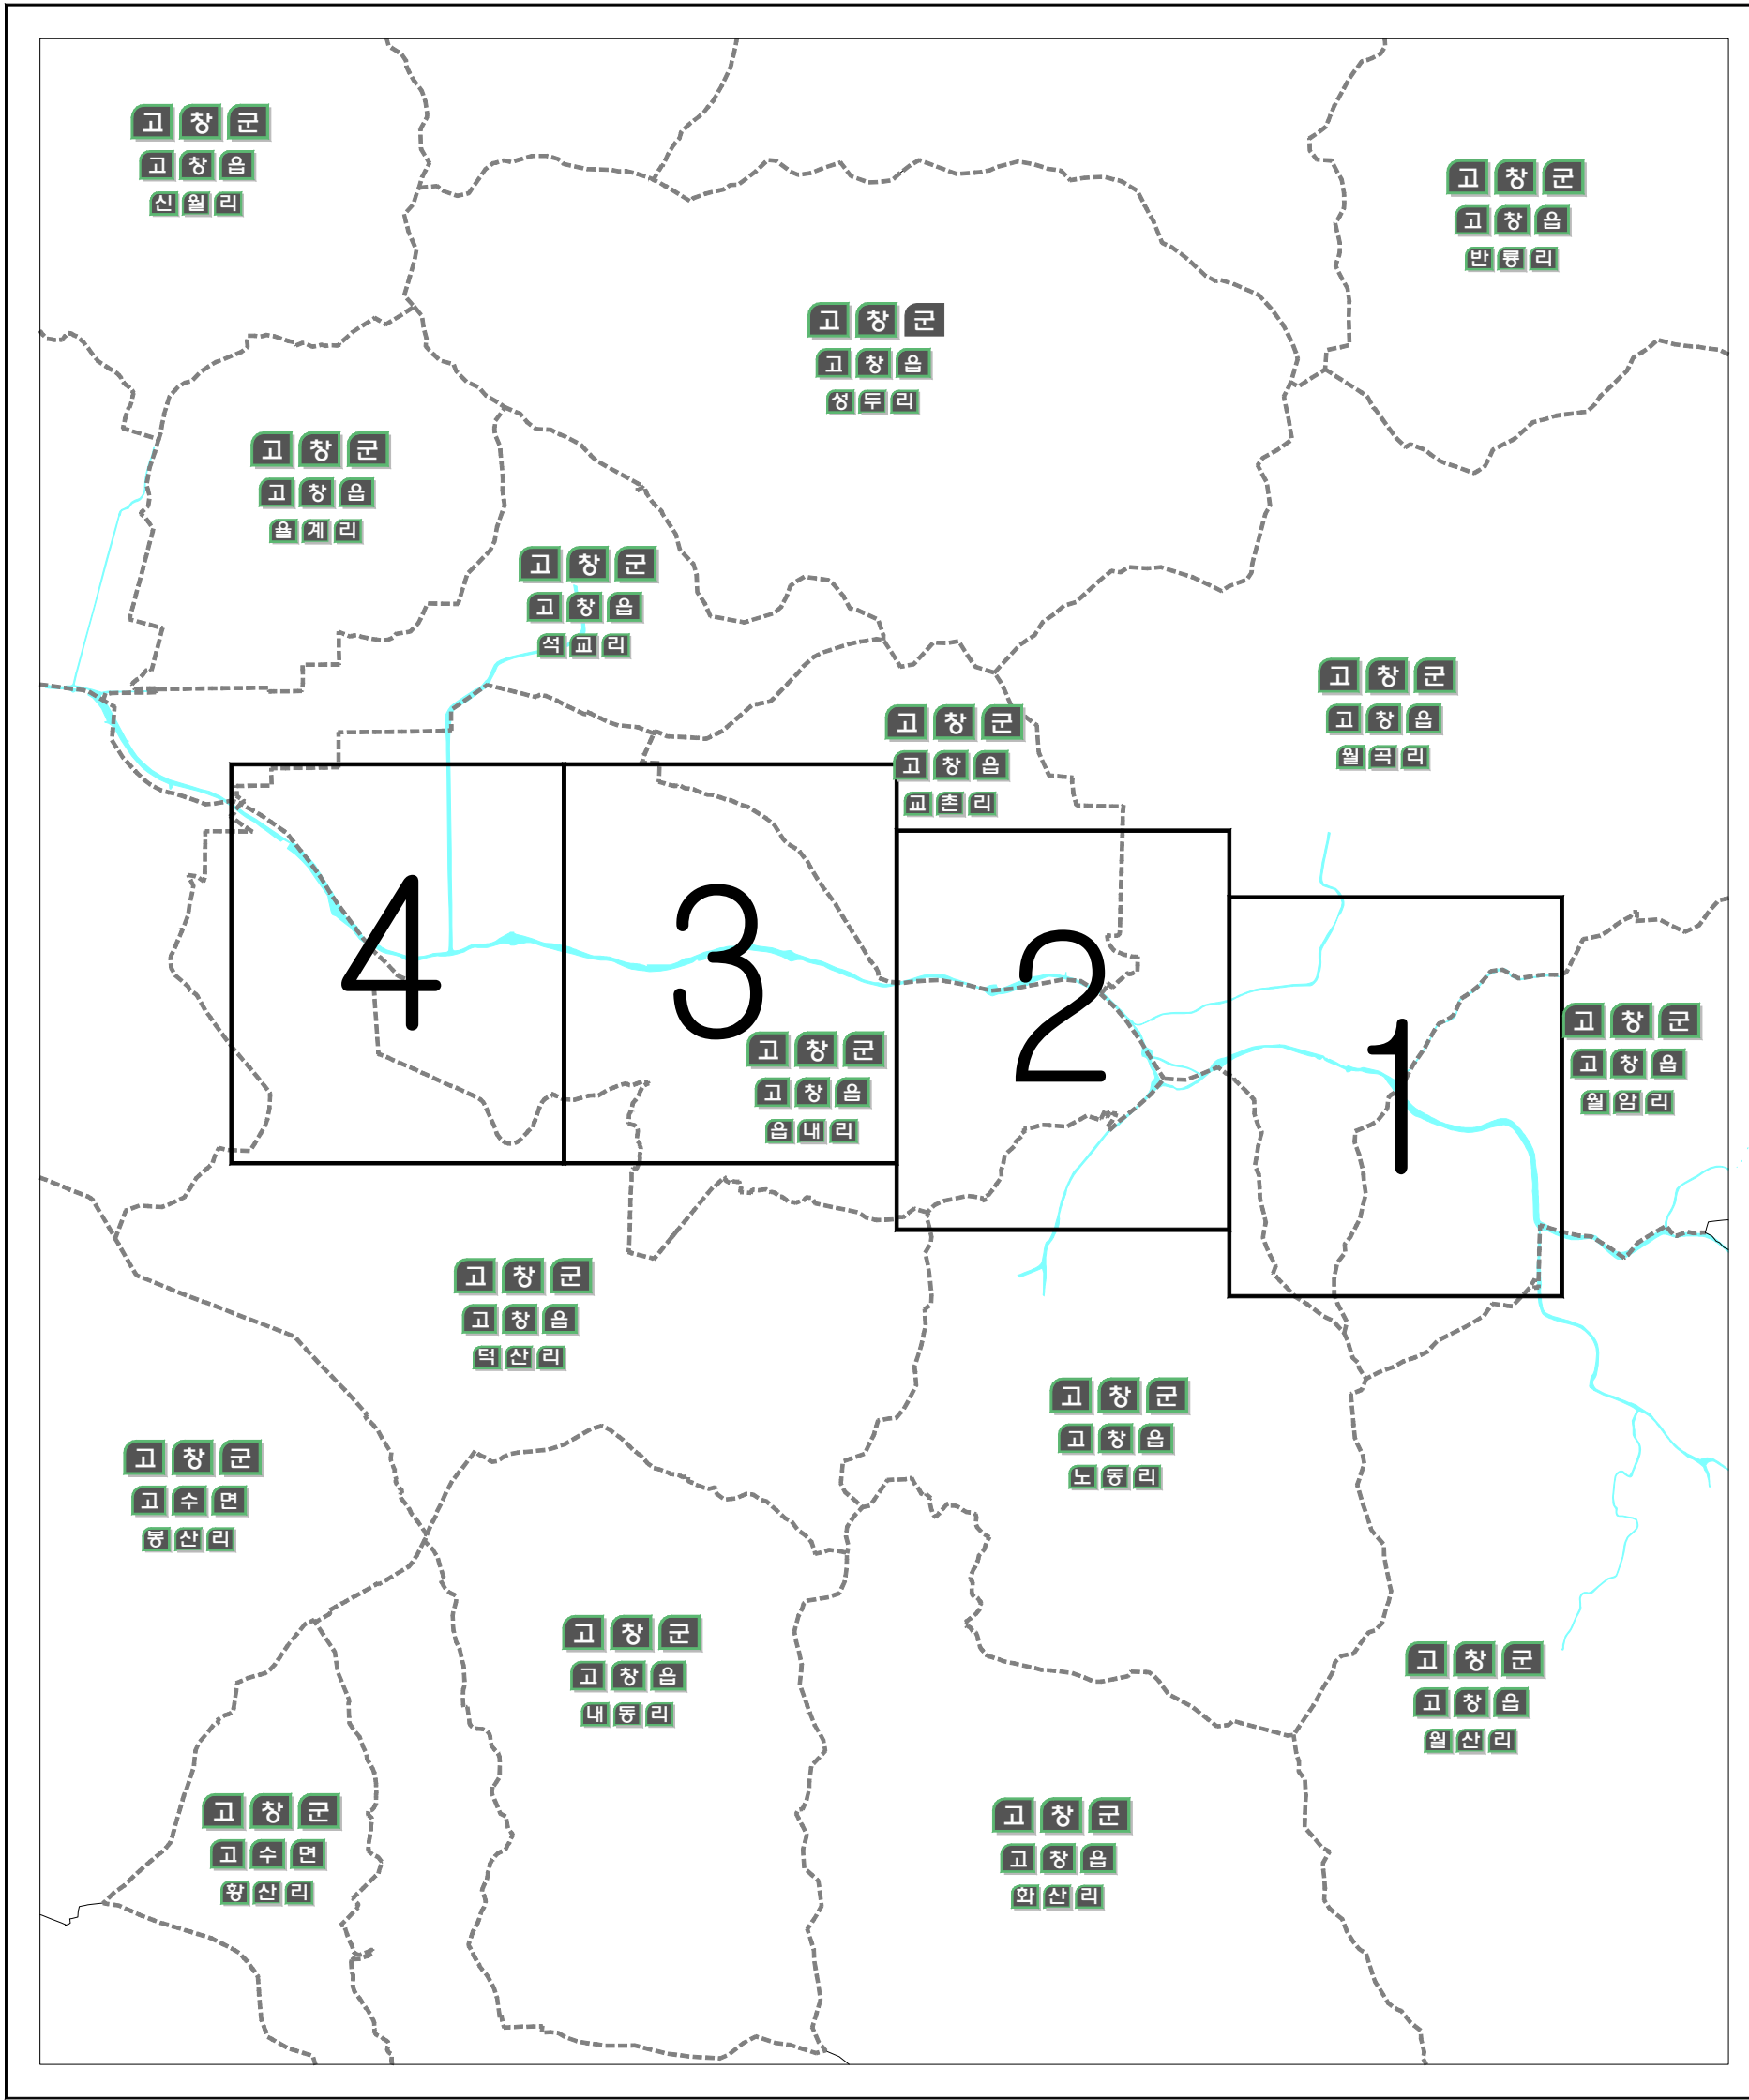 고창군
고창읍
신월리
고창군
고창읍
반룡리
고창군
고창읍
성두리
고창군
고창읍
율계리
고창군
고창읍
석교리
고창군
고창읍
월곡리
고창군
고창읍
교촌리
4
3
2
1
고창군
고창읍
월암리
고창군
고창읍
읍내리
고창군
고창읍
덕산리
고창군
고창읍
노동리
고창군
고수면
봉산리
고창군
고창읍
내동리
고창군
고창읍
월산리
고창군
고수면
황산리
고창군
고창읍
화산리